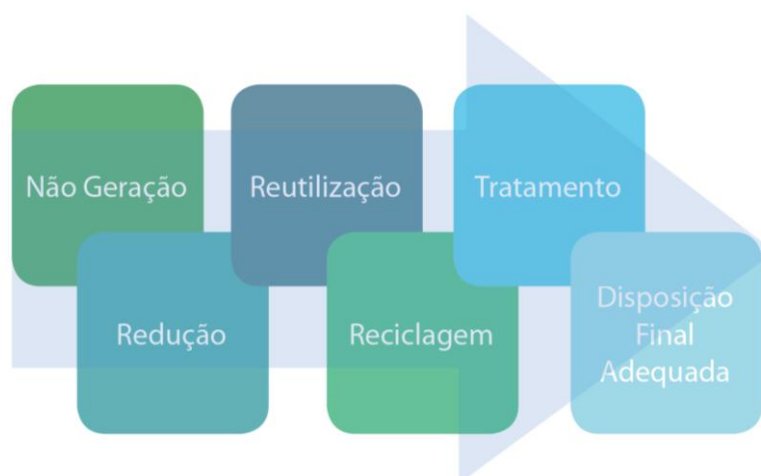 Não Geração
Redução
Reutilização
Reciclagem
Tratamento
Disposição
Final
Adequada